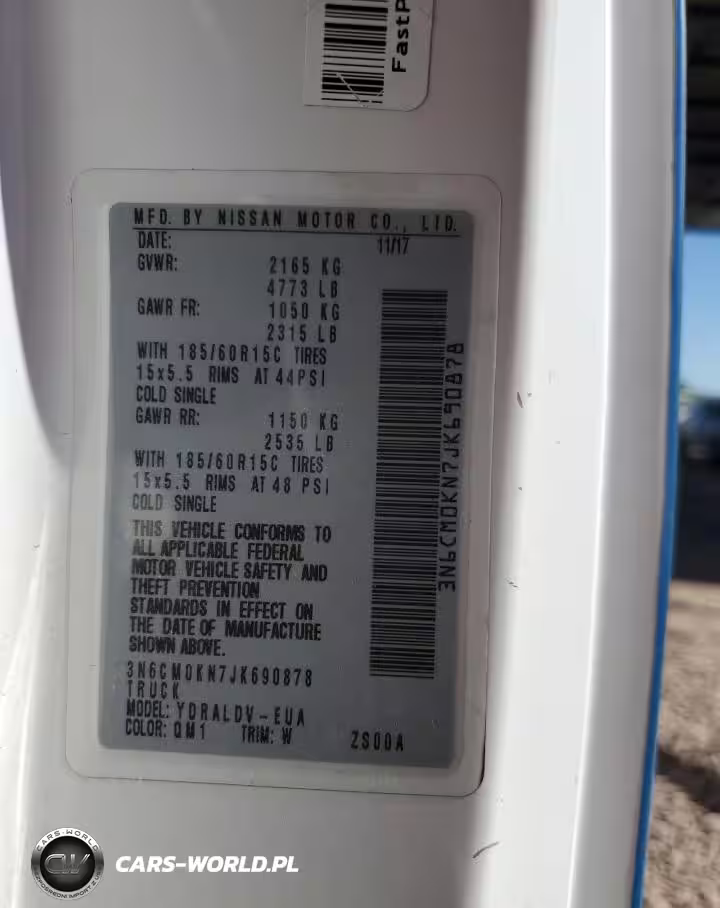 FastP
MFD. BY NISSAN MOTOR CO., LTD.
DATE: 11/17
GVWR: 2165 KG
4773 LB
GAWR FR: 1050 KG
2315 LB
WITH 185/60R15C TIRES
15x5.5 RIMS AT 44PSI
COLD SINGLE
GAWR RR: 1150 KG
2535 LB
WITH 185/60R15C TIRES
15x5.5 RIMS AT 48 PSI
COLD SINGLE
THIS VEHICLE CONFORMS TO
ALL APPLICABLE FEDERAL
MOTOR VEHICLE SAFETY AND
THEFT PREVENTION
STANDARDS IN EFFECT ON
THE DATE OF MANUFACTURE
SHOWN ABOVE.
3N6CM0KN7JK690878
TRUCK
MODEL: YDRALDV-EUA
COLOR: QM1 TRIM: W ZS00A
3N6CM0KN7JK690878
CARS-WORLD
CW
CARS-WORLD.PL